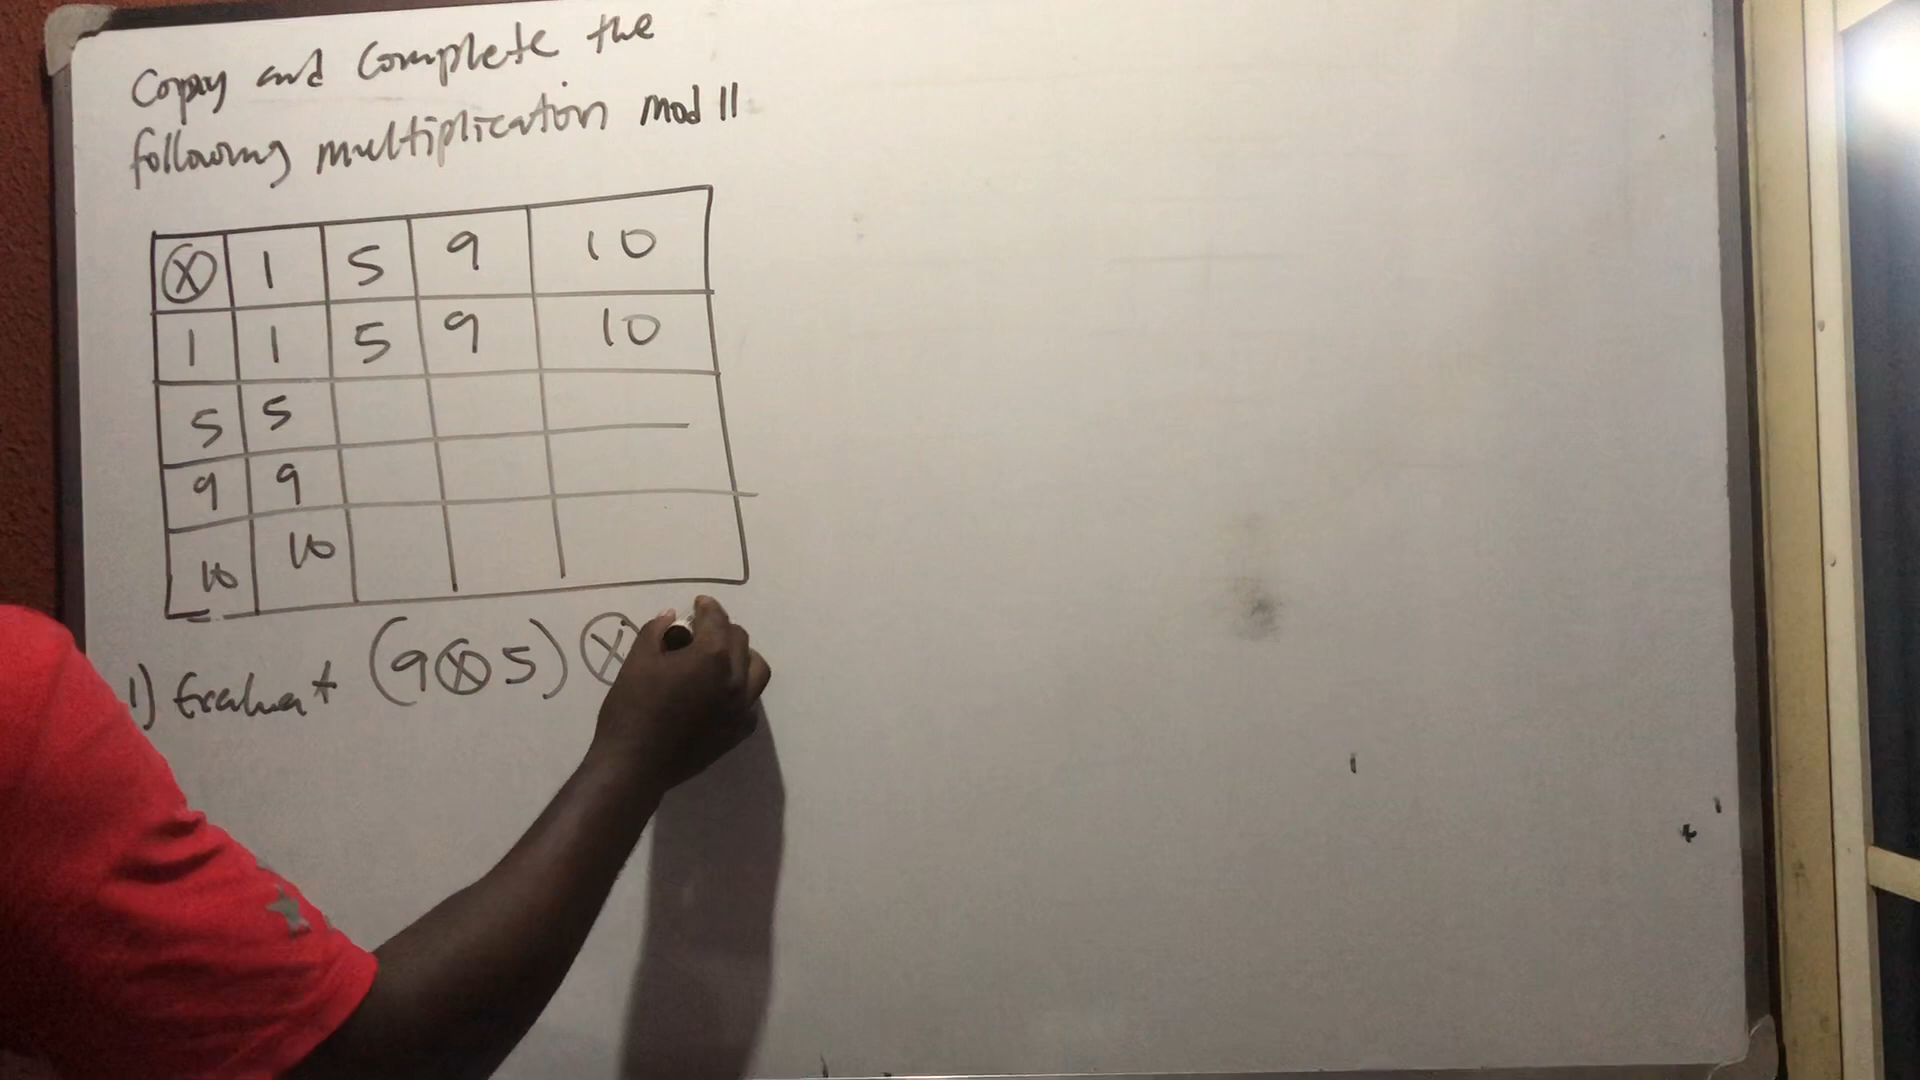 Copy and Complete the
following multiplication mod 11
⊗ 1 5 9 10
1 1 5 9 10
5 5
9 9
10 10
1) Evaluat (9 ⊗ 5) ⊗